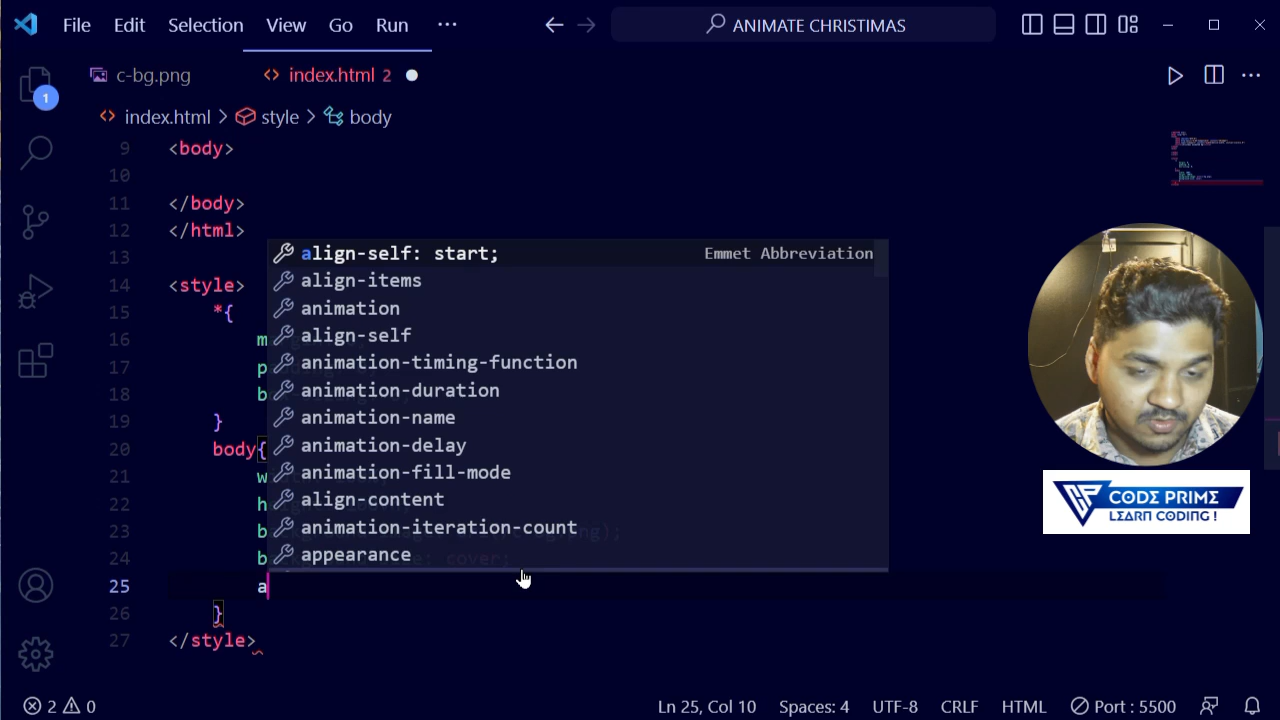 File Edit Selection View Go Run ··· ANIMATE CHRISTIMAS
c-bg.png index.html 2
1
index.html > style > body
9 <body>
10
11 </body>
12 </html>
13
14 <style>
15 *{
16 m
17 p
18 b
19 }
20 body{
21 w
22 h
23 b
24 b cover;
25 a
26 }
27 </style>
align-self: start; Emmet Abbreviation
align-items
animation
align-self
animation-timing-function
animation-duration
animation-name
animation-delay
animation-fill-mode
align-content
animation-iteration-count
appearance
CODE PRIME
LEARN CODING !
2 0 Ln 25, Col 10 Spaces: 4 UTF-8 CRLF HTML Port : 5500